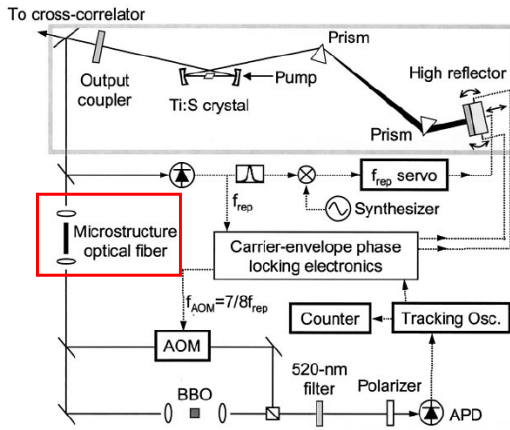 To cross-correlator
Output
coupler
Ti:S crystal
Pump
Prism
Prism
High reflector
f_rep
f_rep servo
Synthesizer
Microstructure
optical fiber
Carrier-envelope phase
locking electronics
f_AOM=7/8f_rep
AOM
Counter
Tracking Osc.
520-nm
filter
Polarizer
BBO
APD